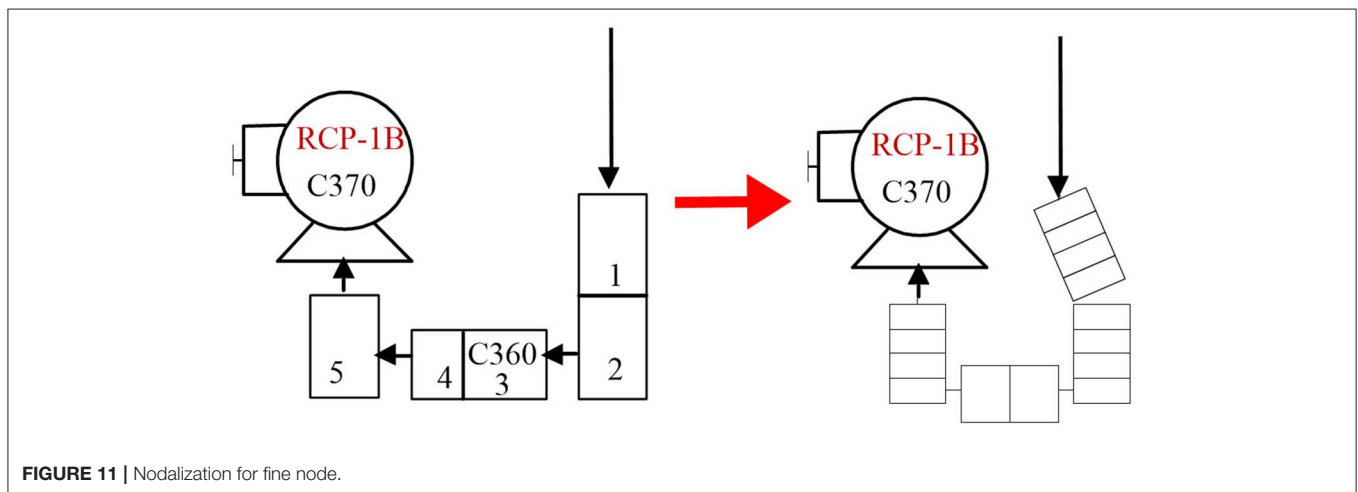 RCP-1B
C370
1
2
C360
3
4
5
RCP-1B
C370
FIGURE 11 | Nodalization for fine node.